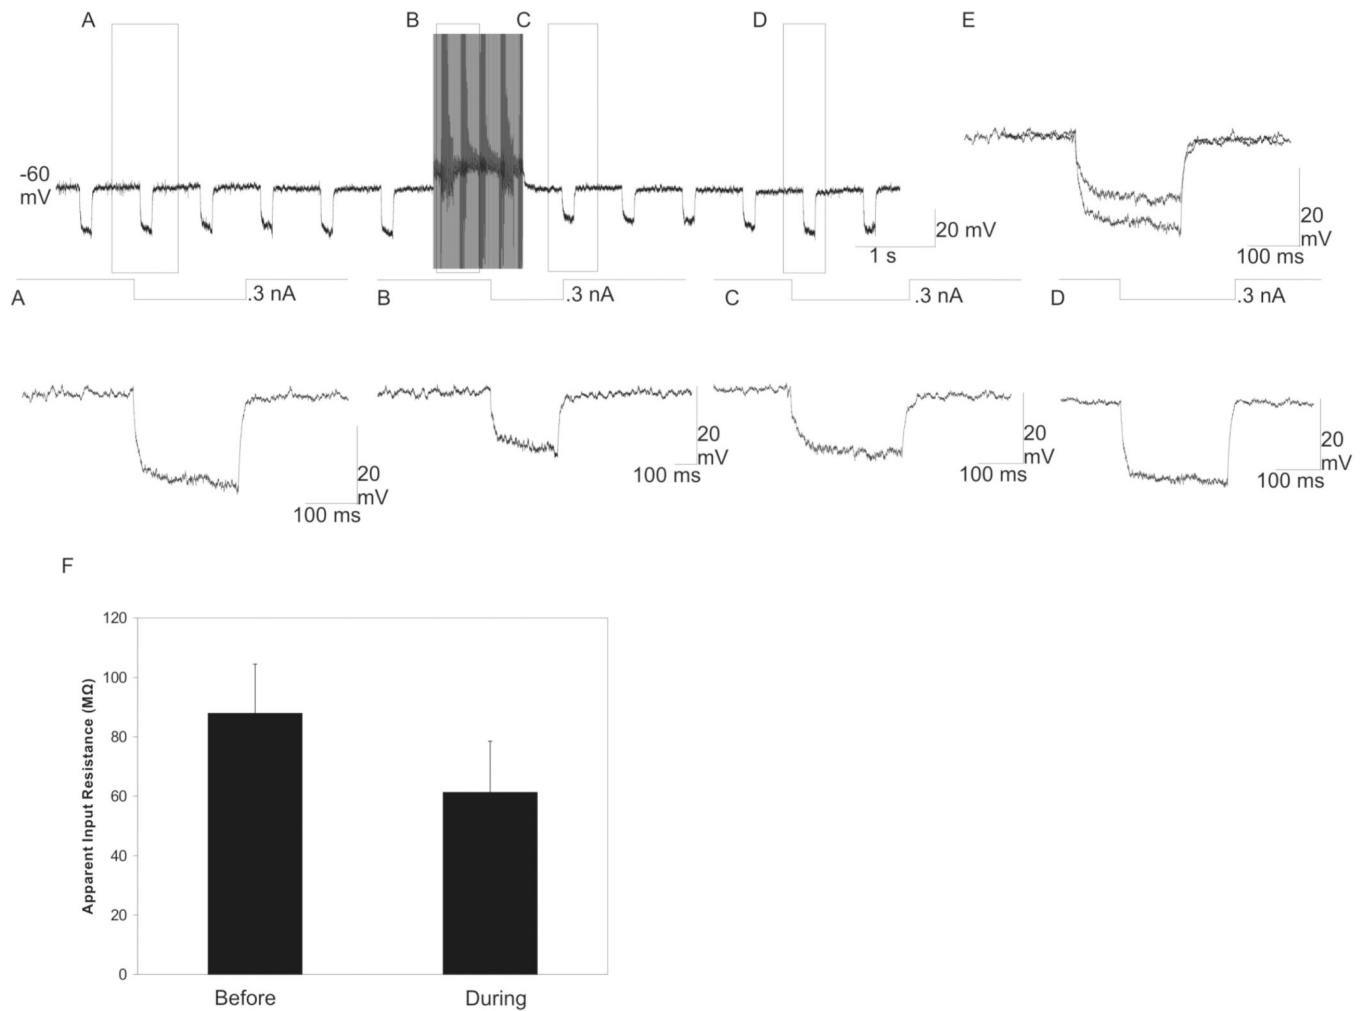 A
B
C
D
E
-60
mV
20 mV
1 s
20
mV
100 ms
A
.3 nA
B
.3 nA
C
.3 nA
D
.3 nA
20
mV
100 ms
20
mV
100 ms
20
mV
100 ms
20
mV
100 ms
F
Apparent Input Resistance (MΩ)
120
100
80
60
40
20
0
Before
During